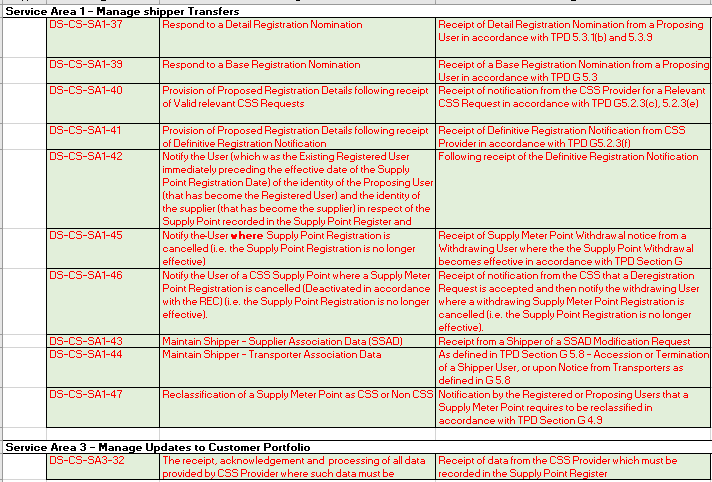 Service Area 1 - Manage shipper Transfers
DS-CS-SA1-37
Respond to a Detail Registration Nomination
Receipt of Detail Registration Nomination from a Proposing
User in accordance with TPD 5.3.1(b) and 5.3.9
DS-CS-SA1-39
Respond to a Base Registration Nomination
Receipt of a Base Registration Nomination from a Proposing
User in accordance with TPD G 5.3
DS-CS-SA1-40
Provision of Proposed Registration Details following receipt
of Valid relevant CSS Requests
Receipt of notification from the CSS Provider for a Relevant
CSS Request in accordance with TPD G5.2.3(c), 5.2.3(e)
DS-CS-SA1-41
Provision of Proposed Registration Details following receipt
of Definitive Registration Notification
Receipt of Definitive Registration Notification from CSS
Provider in accordance with TPD G5.2.3(f)
DS-CS-SA1-42
Notify the User (which was the Existing Registered User
immediately preceding the effective date of the Supply
Point Registration Date) of the identity of the Proposing User
(that has become the Registered User) and the identity of
the supplier (that has become the supplier) in respect of the
Supply Point recorded in the Supply Point Register and
Following receipt of the Definitive Registration Notification
DS-CS-SA1-45
Notify the User where Supply Point Registration is
cancelled (i.e. the Supply Point Registration is no longer
effective)
Receipt of Supply Meter Point Withdrawal notice from a
Withdrawing User where the the Supply Point Withdrawal
becomes effective in accordance with TPD Section G
DS-CS-SA1-46
Notify the User of a CSS Supply Point where a Supply Meter
Point Registration is cancelled (Deactivated in accordance
with the REC) (i.e. the Supply Point Registration is no longer
effective).
Receipt of notification from the CSS that a Deregistration
Request is accepted and then notify the withdrawing User
where a withdrawing Supply Meter Point Registration is
cancelled (i.e. the Supply Point Registration is no longer
effective).
DS-CS-SA1-43
Maintain Shipper - Supplier Association Data (SSAD)
Receipt from a Shipper of a SSAD Modification Request
DS-CS-SA1-44
Maintain Shipper - Transporter Association Data
As defined in TPD Section G 5.8 - Accession or Termination
of a Shipper User, or upon Notice from Transporters as
defined in G 5.8
DS-CS-SA1-47
Reclassification of a Supply Meter Point as CSS or Non CSS
Notification by the Registered or Proposing Users that a
Supply Meter Point requires to be reclassified in
accordance with TPD Section G 4.9
Service Area 3 - Manage Updates to Customer Portfolio
DS-CS-SA3-32
The receipt, acknowledgement and processing of all data
provided by CSS Provider where such data must be
Receipt of data from the CSS Provider which must be
recorded in the Supply Point Register